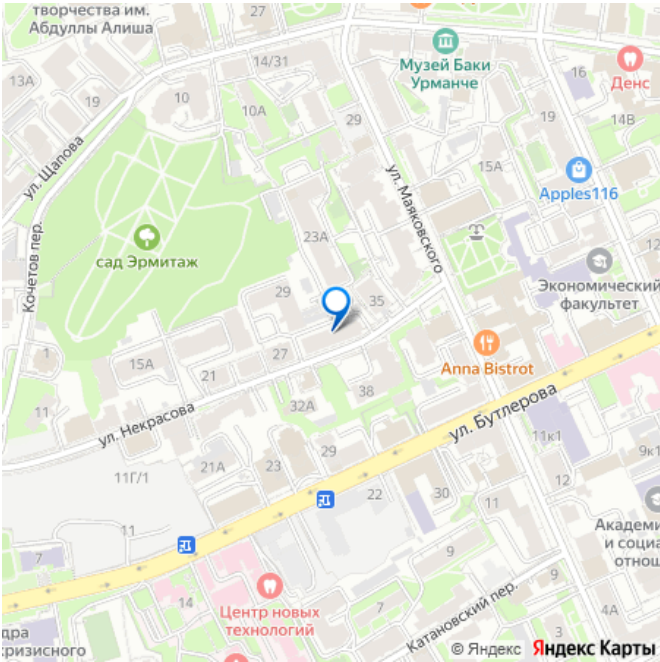 творчества им.
Абдуллы Алиша
27
13А
14/31
Музей Баки
Урманче
16
Денс
19
10
10А
29
19
14В
ул. Щапова
ул. Маяковского
15А
Apples116
Кочетов пер.
сад Эрмитаж
23А
Экономический
факультет
29
35
1
15А
21
27
Anna Bistrot
38
11
ул. Некрасова
32А
ул. Бутлерова
11к1
9к1
11Г/1
21А
23
29
22
30
11
11
7
9
Академи
и социа
отнош
9
14
Центр новых
технологий
7
Катановский пер.
3
4А
дра
кризисного
© Яндекс Яндекс Карты